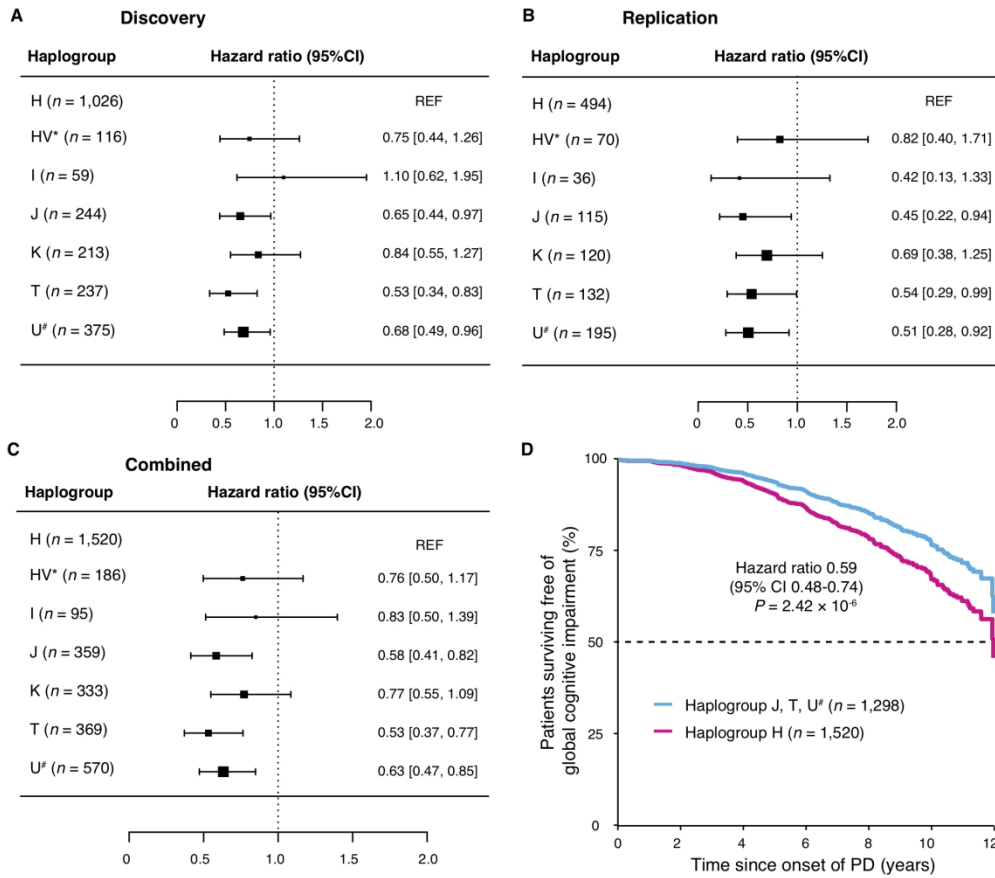 A Discovery
Haplogroup Hazard ratio (95%CI)
H (n = 1,026) REF
HV* (n = 116) 0.75 [0.44, 1.26]
I (n = 59) 1.10 [0.62, 1.95]
J (n = 244) 0.65 [0.44, 0.97]
K (n = 213) 0.84 [0.55, 1.27]
T (n = 237) 0.53 [0.34, 0.83]
U# (n = 375) 0.68 [0.49, 0.96]
0 0.5 1.0 1.5 2.0
B Replication
Haplogroup Hazard ratio (95%CI)
H (n = 494) REF
HV* (n = 70) 0.82 [0.40, 1.71]
I (n = 36) 0.42 [0.13, 1.33]
J (n = 115) 0.45 [0.22, 0.94]
K (n = 120) 0.69 [0.38, 1.25]
T (n = 132) 0.54 [0.29, 0.99]
U# (n = 195) 0.51 [0.28, 0.92]
0 0.5 1.0 1.5 2.0
C Combined
Haplogroup Hazard ratio (95%CI)
H (n = 1,520) REF
HV* (n = 186) 0.76 [0.50, 1.17]
I (n = 95) 0.83 [0.50, 1.39]
J (n = 359) 0.58 [0.41, 0.82]
K (n = 333) 0.77 [0.55, 1.09]
T (n = 369) 0.53 [0.37, 0.77]
U# (n = 570) 0.63 [0.47, 0.85]
0 0.5 1.0 1.5 2.0
D
Patients surviving free of
global cognitive impairment (%)
100
75
50
25
0
Hazard ratio 0.59
(95% CI 0.48-0.74)
P = 2.42 × 10⁻⁶
Haplogroup J, T, U# (n = 1,298)
Haplogroup H (n = 1,520)
0 2 4 6 8 10 12
Time since onset of PD (years)